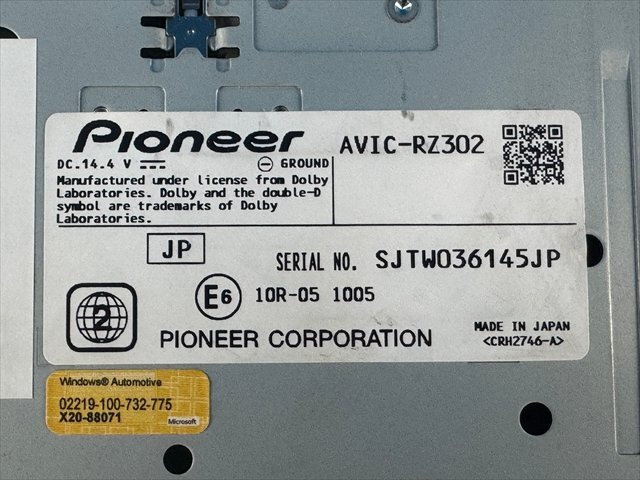 Pioneer
AVIC-RZ302
DC.14.4 V
GROUND
Manufactured under license from Dolby
Laboratories. Dolby and the double-D
symbol are trademarks of Dolby
Laboratories.
JP
SERIAL NO. SJTW036145JP
E6 10R-05 1005
2
PIONEER CORPORATION
MADE IN JAPAN
<CRH2746-A>
Windows® Automotive
02219-100-732-775
X20-88071
Microsoft